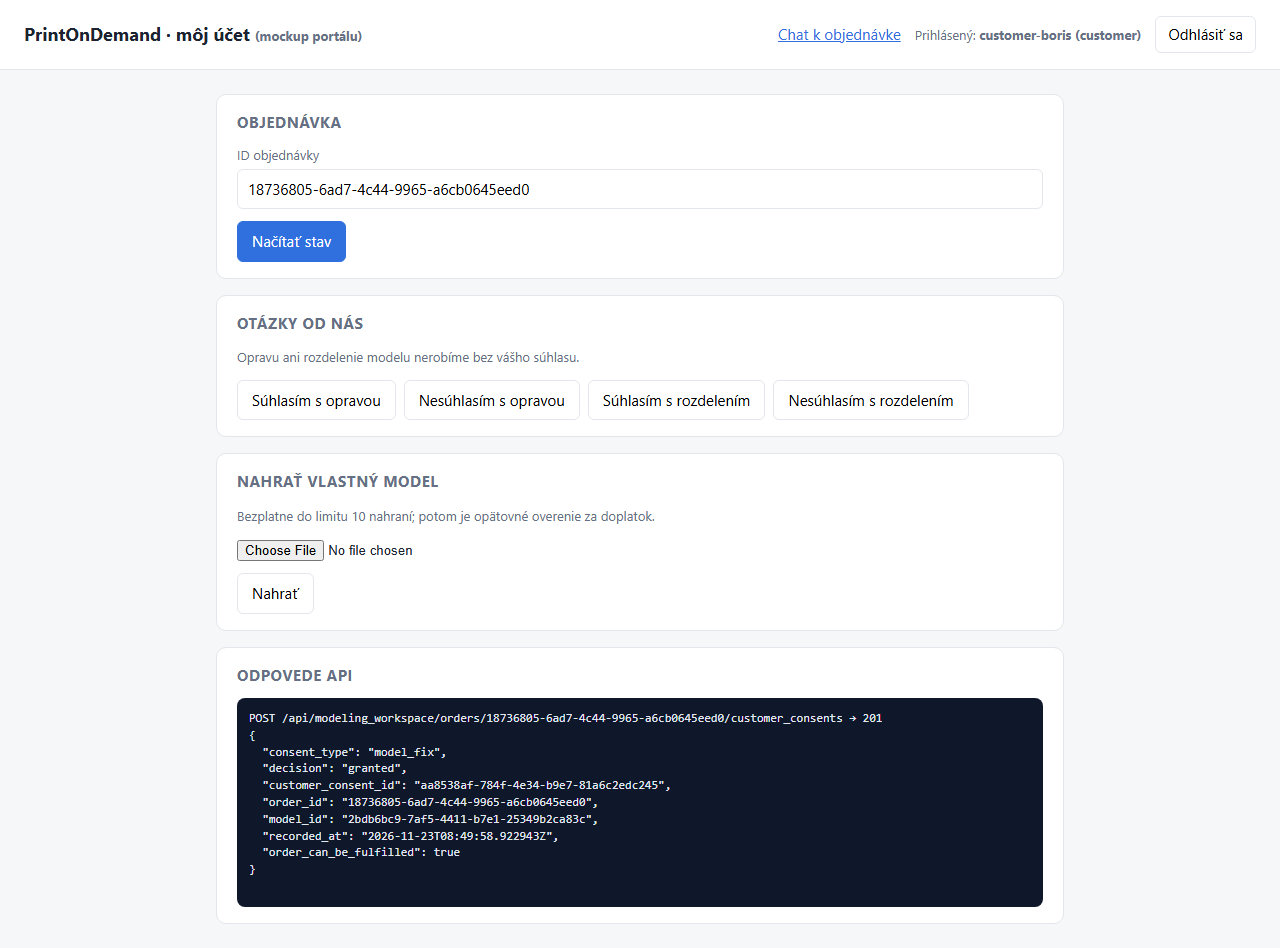 PrintOnDemand · môj účet (mockup portálu)
Chat k objednávke
Prihlásený: customer-boris (customer)
Odhlásiť sa
OBJEDNÁVKA
ID objednávky
18736805-6ad7-4c44-9965-a6cb0645eed0
Načítať stav
OTÁZKY OD NÁS
Opravu ani rozdelenie modelu nerobíme bez vášho súhlasu.
Súhlasím s opravou
Nesúhlasím s opravou
Súhlasím s rozdelením
Nesúhlasím s rozdelením
NAHRAŤ VLASTNÝ MODEL
Bezplatne do limitu 10 nahraní; potom je opätovné overenie za doplatok.
Choose File No file chosen
Nahrať
ODPOVEDE API
POST /api/modeling_workspace/orders/18736805-6ad7-4c44-9965-a6cb0645eed0/customer_consents → 201
{
  "consent_type": "model_fix",
  "decision": "granted",
  "customer_consent_id": "aa8538af-784f-4e34-b9e7-81a6c2edc245",
  "order_id": "18736805-6ad7-4c44-9965-a6cb0645eed0",
  "model_id": "2bdb6bc9-7af5-4411-b7e1-25349b2ca83c",
  "recorded_at": "2026-11-23T08:49:58.922943Z",
  "order_can_be_fulfilled": true
}